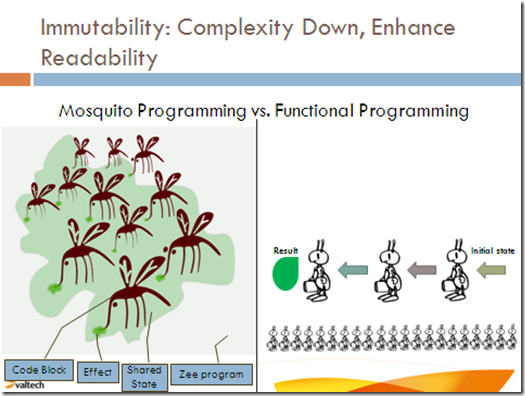 Immutability: Complexity Down, Enhance
Readability
Mosquito Programming vs. Functional Programming
Result
Initial state
Code Block
Effect
Shared
State
Zee program
valtech